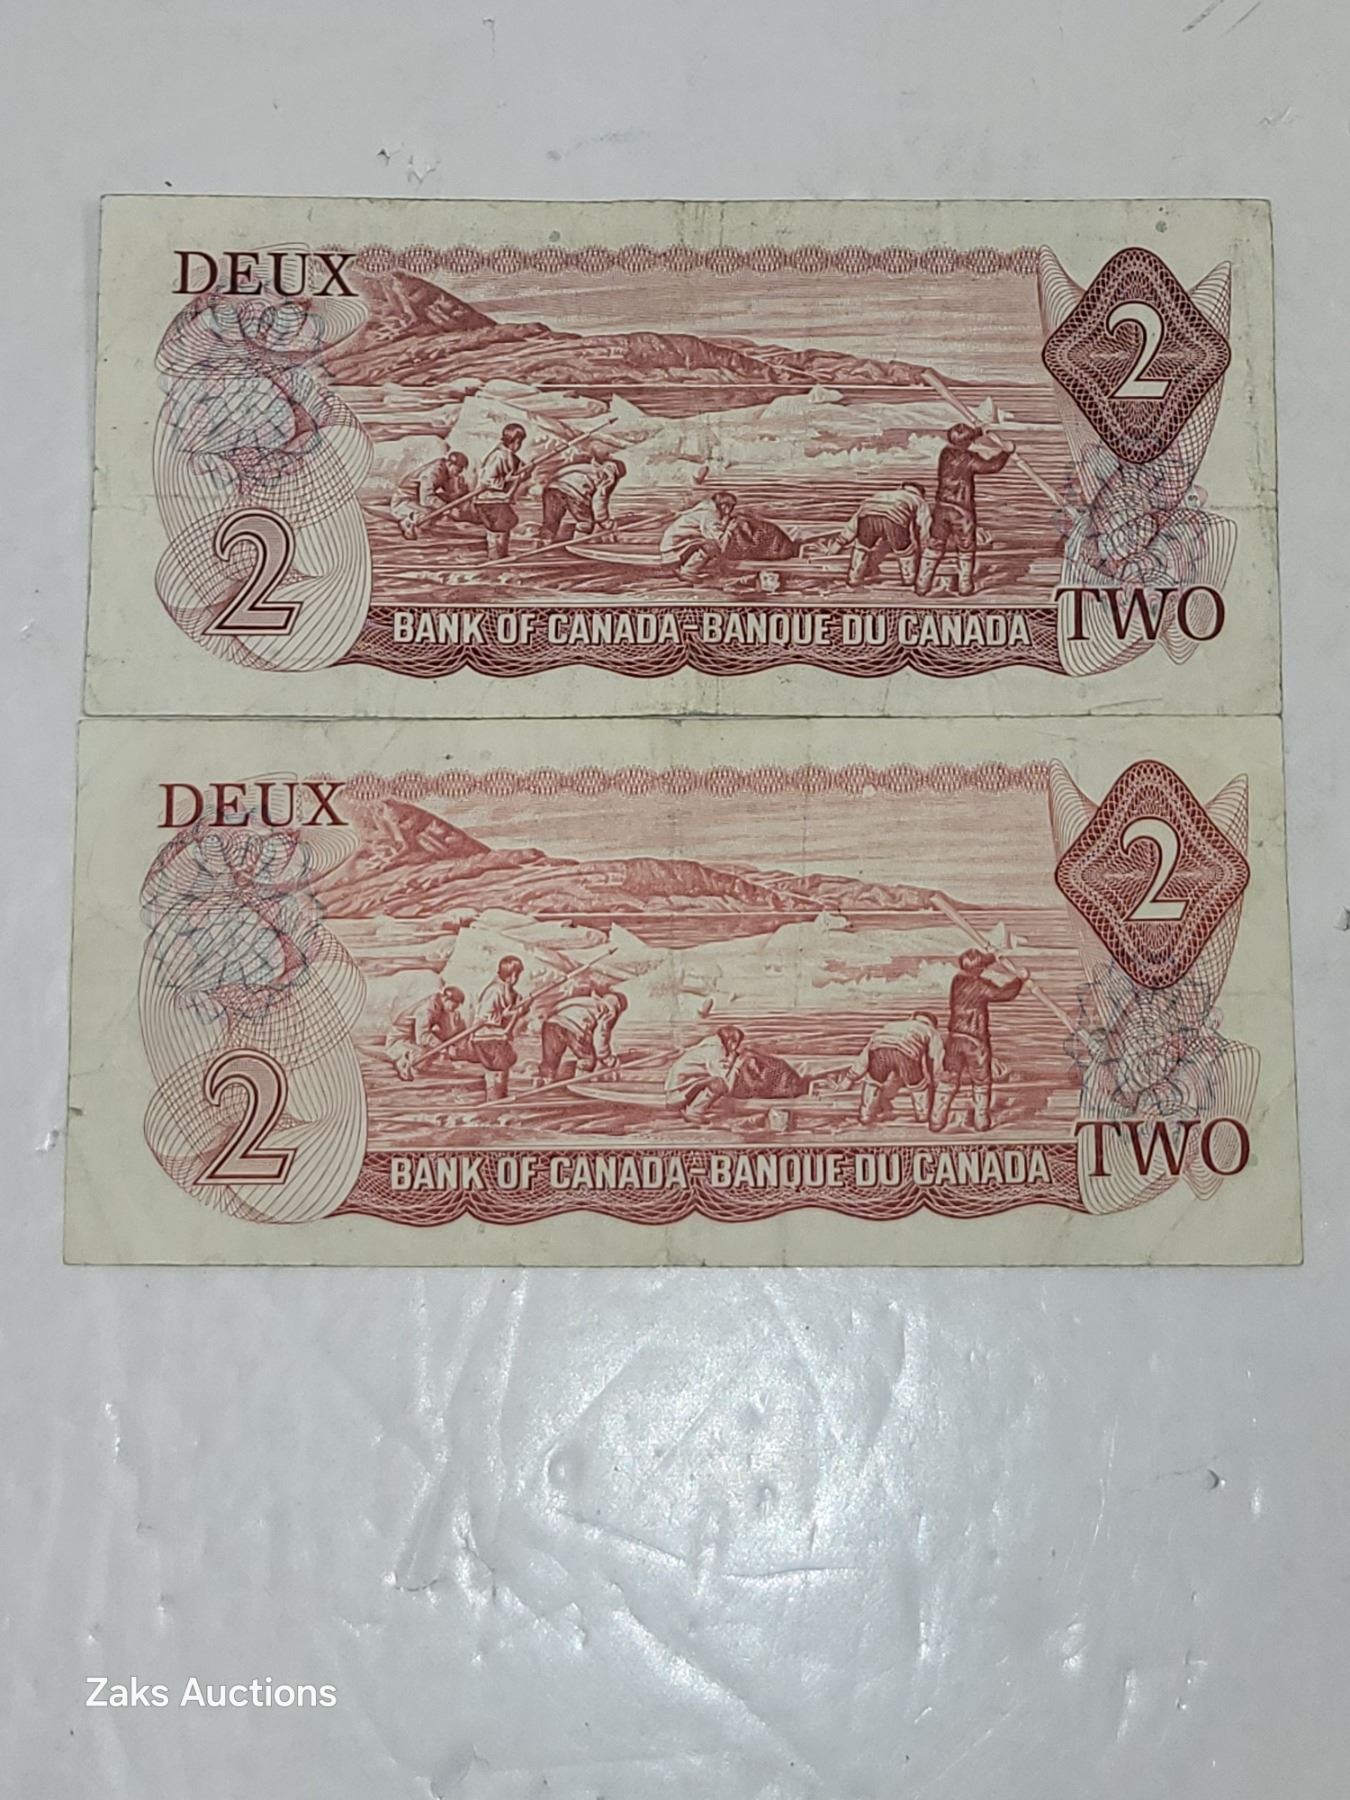 DEUX
2
2
BANK OF CANADA-BANQUE DU CANADA
TWO
DEUX
2
2
BANK OF CANADA-BANQUE DU CANADA
TWO
Zaks Auctions